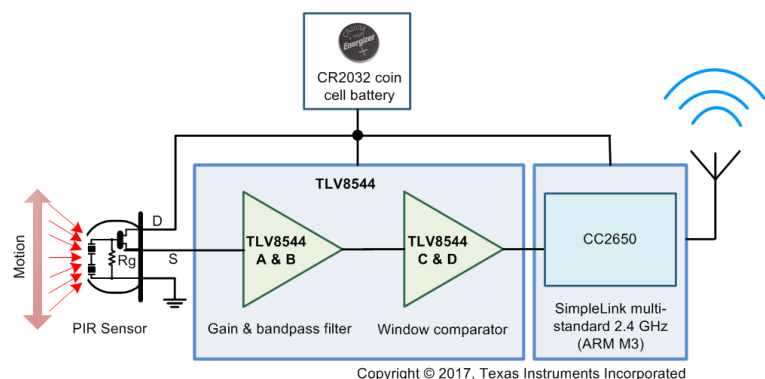 CR2032
Energizer
+
CR2032 coin
cell battery
TLV8544
D
Motion
Rg
S
PIR Sensor
TLV8544
A & B
Gain & bandpass filter
TLV8544
C & D
Window comparator
CC2650
SimpleLink multi-
standard 2.4 GHz
(ARM M3)
Copyright © 2017, Texas Instruments Incorporated